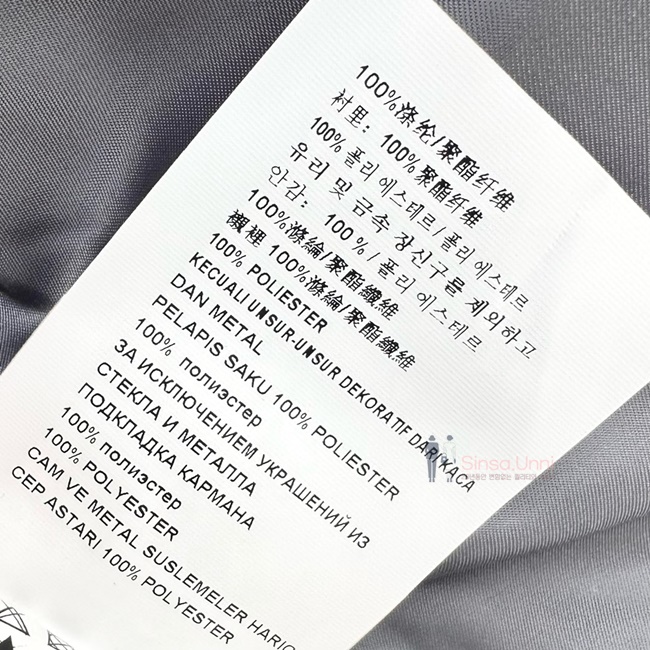 100%涤纶/聚酯纤维
衬里：100%聚酯纤维
100% 폴리 에스테르/폴리 에스테르
유리 및 금속 장신구를 제외하고
안감: 100 % / 폴리 에스테르
100%滌綸/聚酯纖維
襯裡 100%滌綸/聚酯纖維
100% POLIESTER
KECUALI UNSUR-UNSUR DEKORATIF DARI KACA
DAN METAL
PELAPIS SAKU 100% POLIESTER
100% полиэстер
ЗА ИСКЛЮЧЕНИЕМ УКРАШЕНИЙ ИЗ
СТЕКЛА И МЕТАЛЛА
ПОДКЛАДКА КАРМАНА
100% полиэстер
100% POLYESTER
CAM VE METAL SUSLEMELER HARIC
CEP ASTARI 100% POLYESTER
Sinsa.Unni